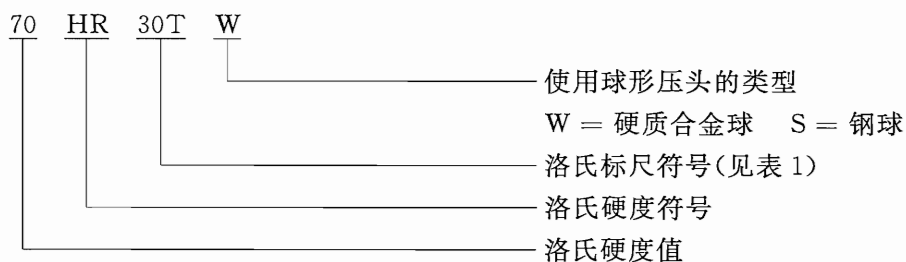 70 HR 30T W
使用球形压头的类型
W = 硬质合金球 S = 钢球
洛氏标尺符号(见表 1)
洛氏硬度符号
洛氏硬度值